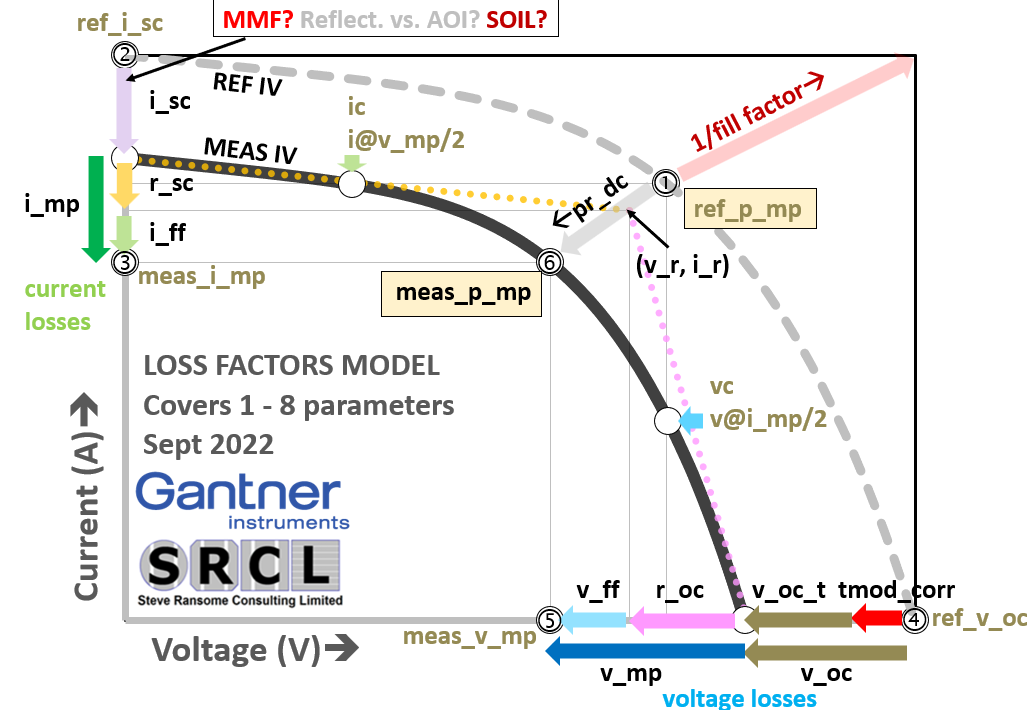 MMF? Reflect. vs. AOI? SOIL?
ref_i_sc
2
REF IV
i_sc
ic
i@v_mp/2
1/fill factor→
MEAS IV
r_sc
i_mp
←pr_dc
1
ref_p_mp
i_ff
(v_r, i_r)
3
meas_i_mp
6
meas_p_mp
current
losses
LOSS FACTORS MODEL
Covers 1 - 8 parameters
Sept 2022
vc
v@i_mp/2
Current (A)→
Gantner
instruments
SRCL
Steve Ransome Consulting Limited
v_ff
r_oc
v_oc_t
tmod_corr
5
4
ref_v_oc
meas_v_mp
Voltage (V)→
v_mp
v_oc
voltage losses